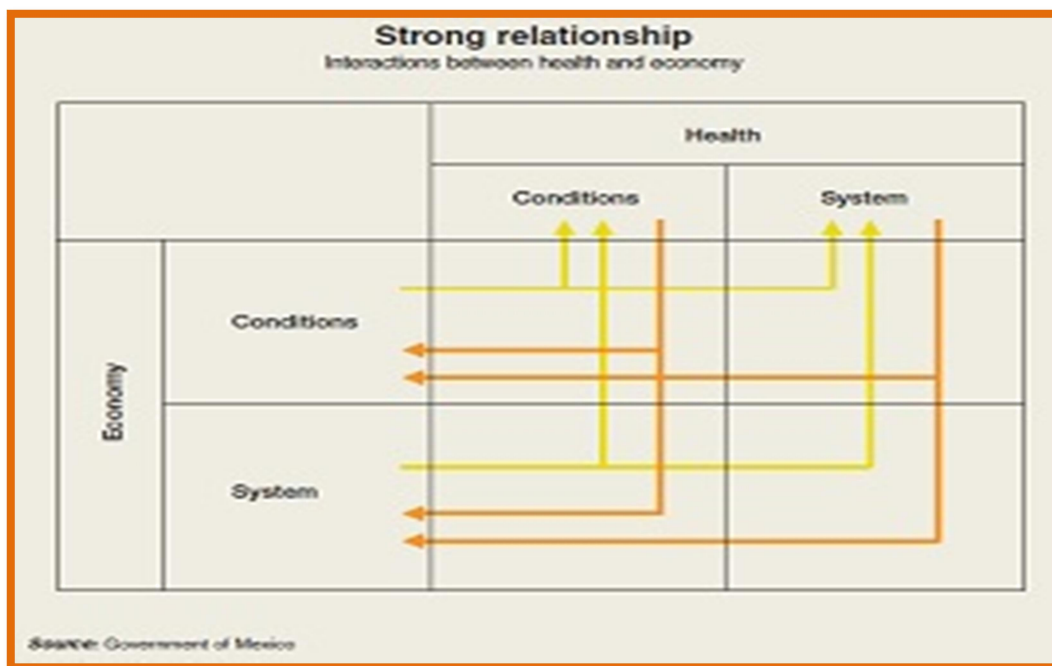 Strong relationship
Interactions between health and economy
Health
Conditions System
Conditions
Economy
System
Source: Government of Mexico